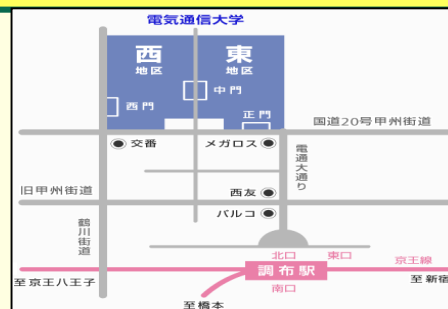 電気通信大学
西
地区
東
地区
中門
西門
正門
国道20号甲州街道
交番
メガロス
電通大通り
旧甲州街道
西友
パルコ
鶴川街道
北口
東口
京王線
調布駅
至京王八王子
至新宿
南口
至橋本